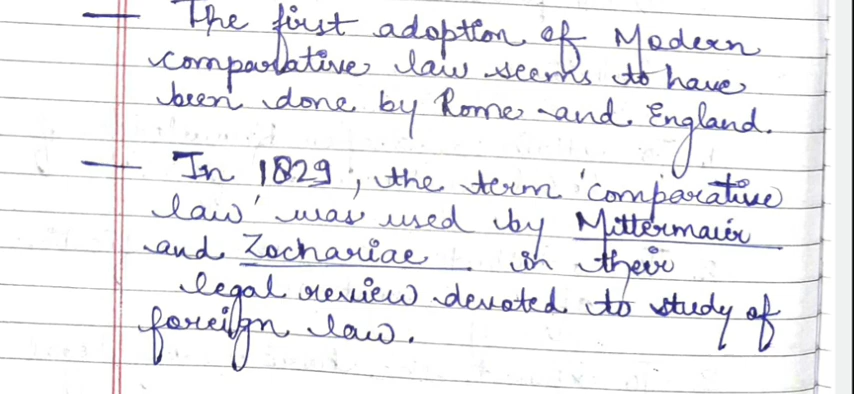 — The first adoption of Modern
comparative law seems to have
been done by Rome and England.
— In 1829, the term 'comparative
law' was used by Mittermaier
and Zochariae in their
legal review devoted to study of
foreign law.